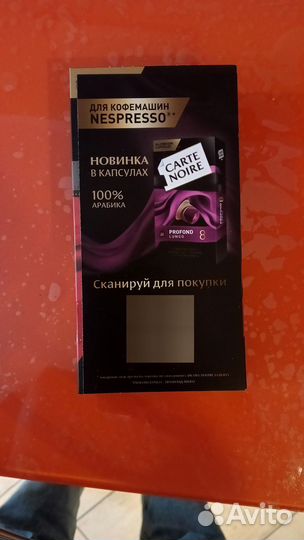 ДЛЯ КОФЕМАШИН
NESPRESSO**
НОВИНКА
В КАПСУЛАХ
100%
АРАБИКА
CARTE
NOIRE
PROFOND
LUNGO
8
Сканируй для покупки
Avito